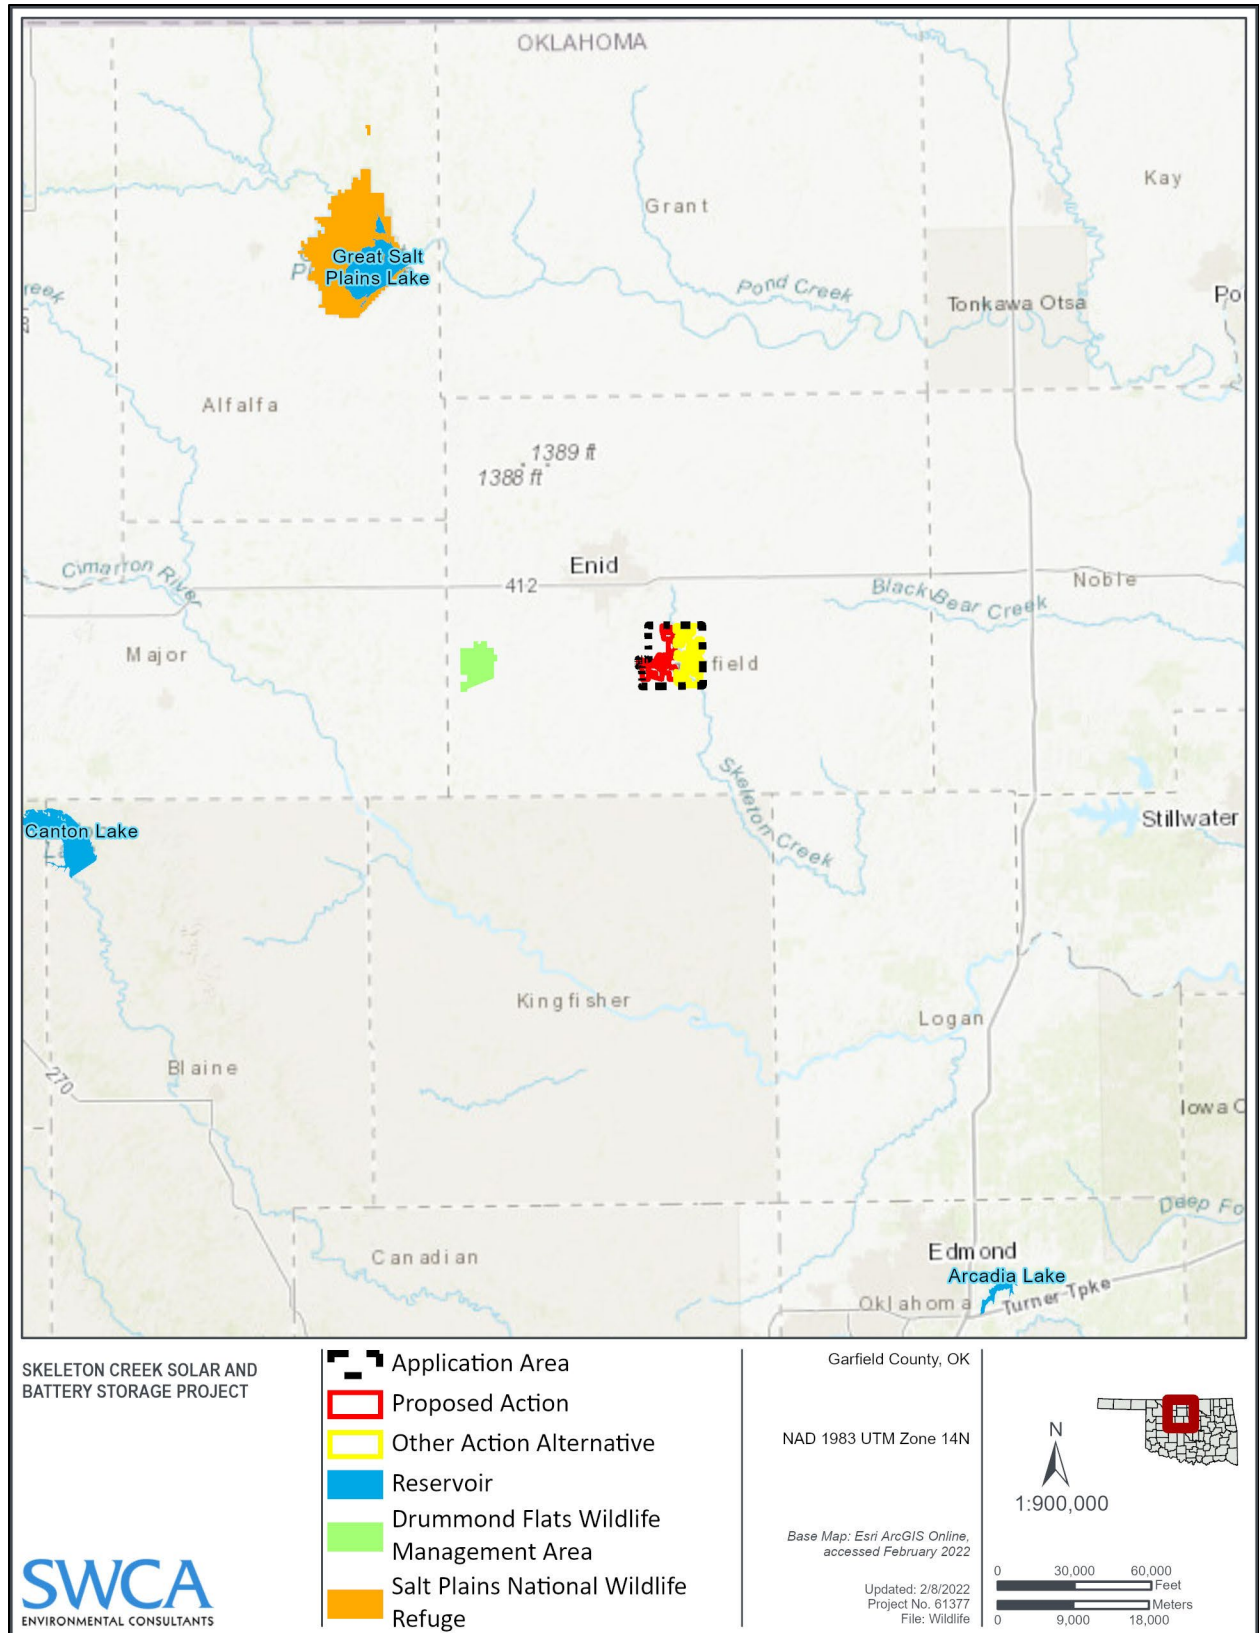 OKLAHOMA
Kay
Grant
Great Salt
Plains Lake
Pond Creek
Tonkawa Otsa
Po
reek
Alfalfa
1389 ft
1388 ft
Enid
412
Cimarron River
Noble
Black Bear Creek
Major
field
Skeleton Creek
Canton Lake
Stillwater
Kingfisher
Logan
Blaine
270
Iowa C
Deep Fo
Canadian
Edmond
Arcadia Lake
Oklahoma
Turner Tpke
SKELETON CREEK SOLAR AND
BATTERY STORAGE PROJECT
SWCA
ENVIRONMENTAL CONSULTANTS
Application Area
Proposed Action
Other Action Alternative
Reservoir
Drummond Flats Wildlife
Management Area
Salt Plains National Wildlife
Refuge
Garfield County, OK
NAD 1983 UTM Zone 14N
Base Map: Esri ArcGIS Online,
accessed February 2022
Updated: 2/8/2022
Project No. 61377
File: Wildlife
N
1:900,000
0 30,000 60,000
Feet
Meters
0 9,000 18,000